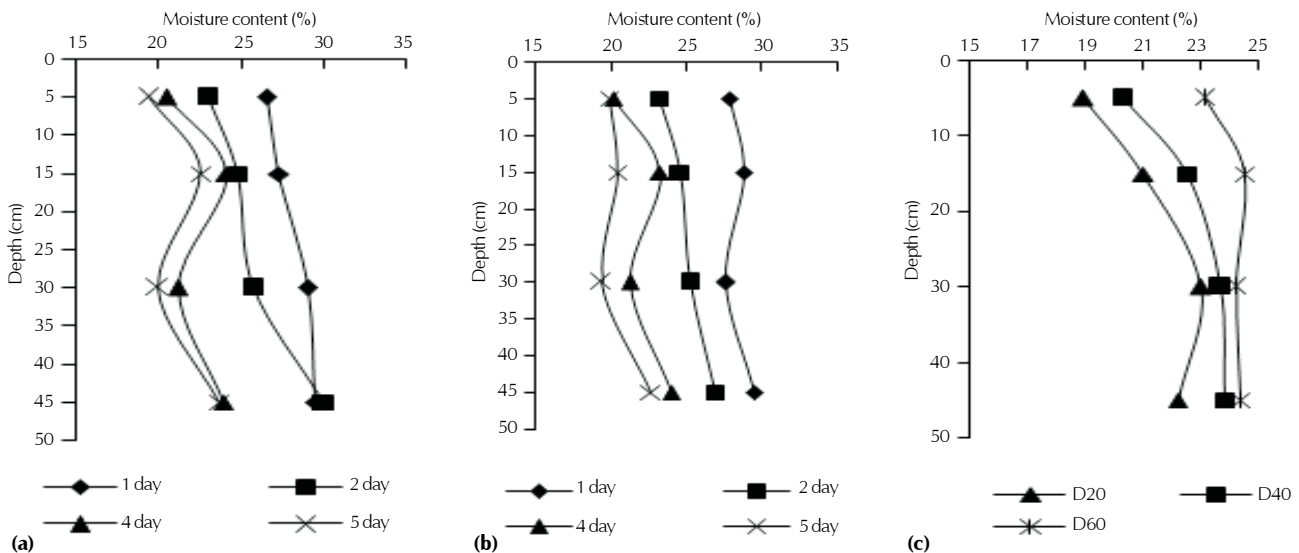 Moisture content (%)
15 20 25 30 35
0
5
10
15
20
25
30
35
40
45
50
Depth (cm)
1 day 2 day
4 day 5 day
(a)
Moisture content (%)
15 20 25 30 35
0
5
10
15
20
25
30
35
40
45
50
Depth (cm)
1 day 2 day
4 day 5 day
(b)
Moisture content (%)
15 17 19 21 23 25
0
10
20
30
40
50
Depth (cm)
D20 D40
D60
(c)